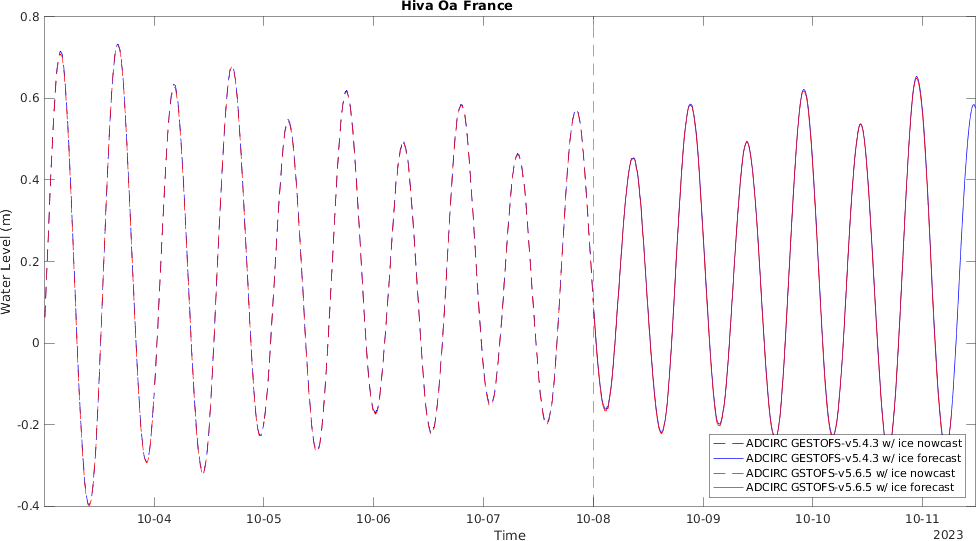 Hiva Oa France
0.8
0.6
0.4
0.2
0
-0.2
-0.4
Water Level (m)
10-04
10-05
10-06
10-07
10-08
10-09
10-10
10-11
Time
2023
ADCIRC GESTOFS-v5.4.3 w/ ice nowcast
ADCIRC GESTOFS-v5.4.3 w/ ice forecast
ADCIRC GSTOFS-v5.6.5 w/ ice nowcast
ADCIRC GSTOFS-v5.6.5 w/ ice forecast